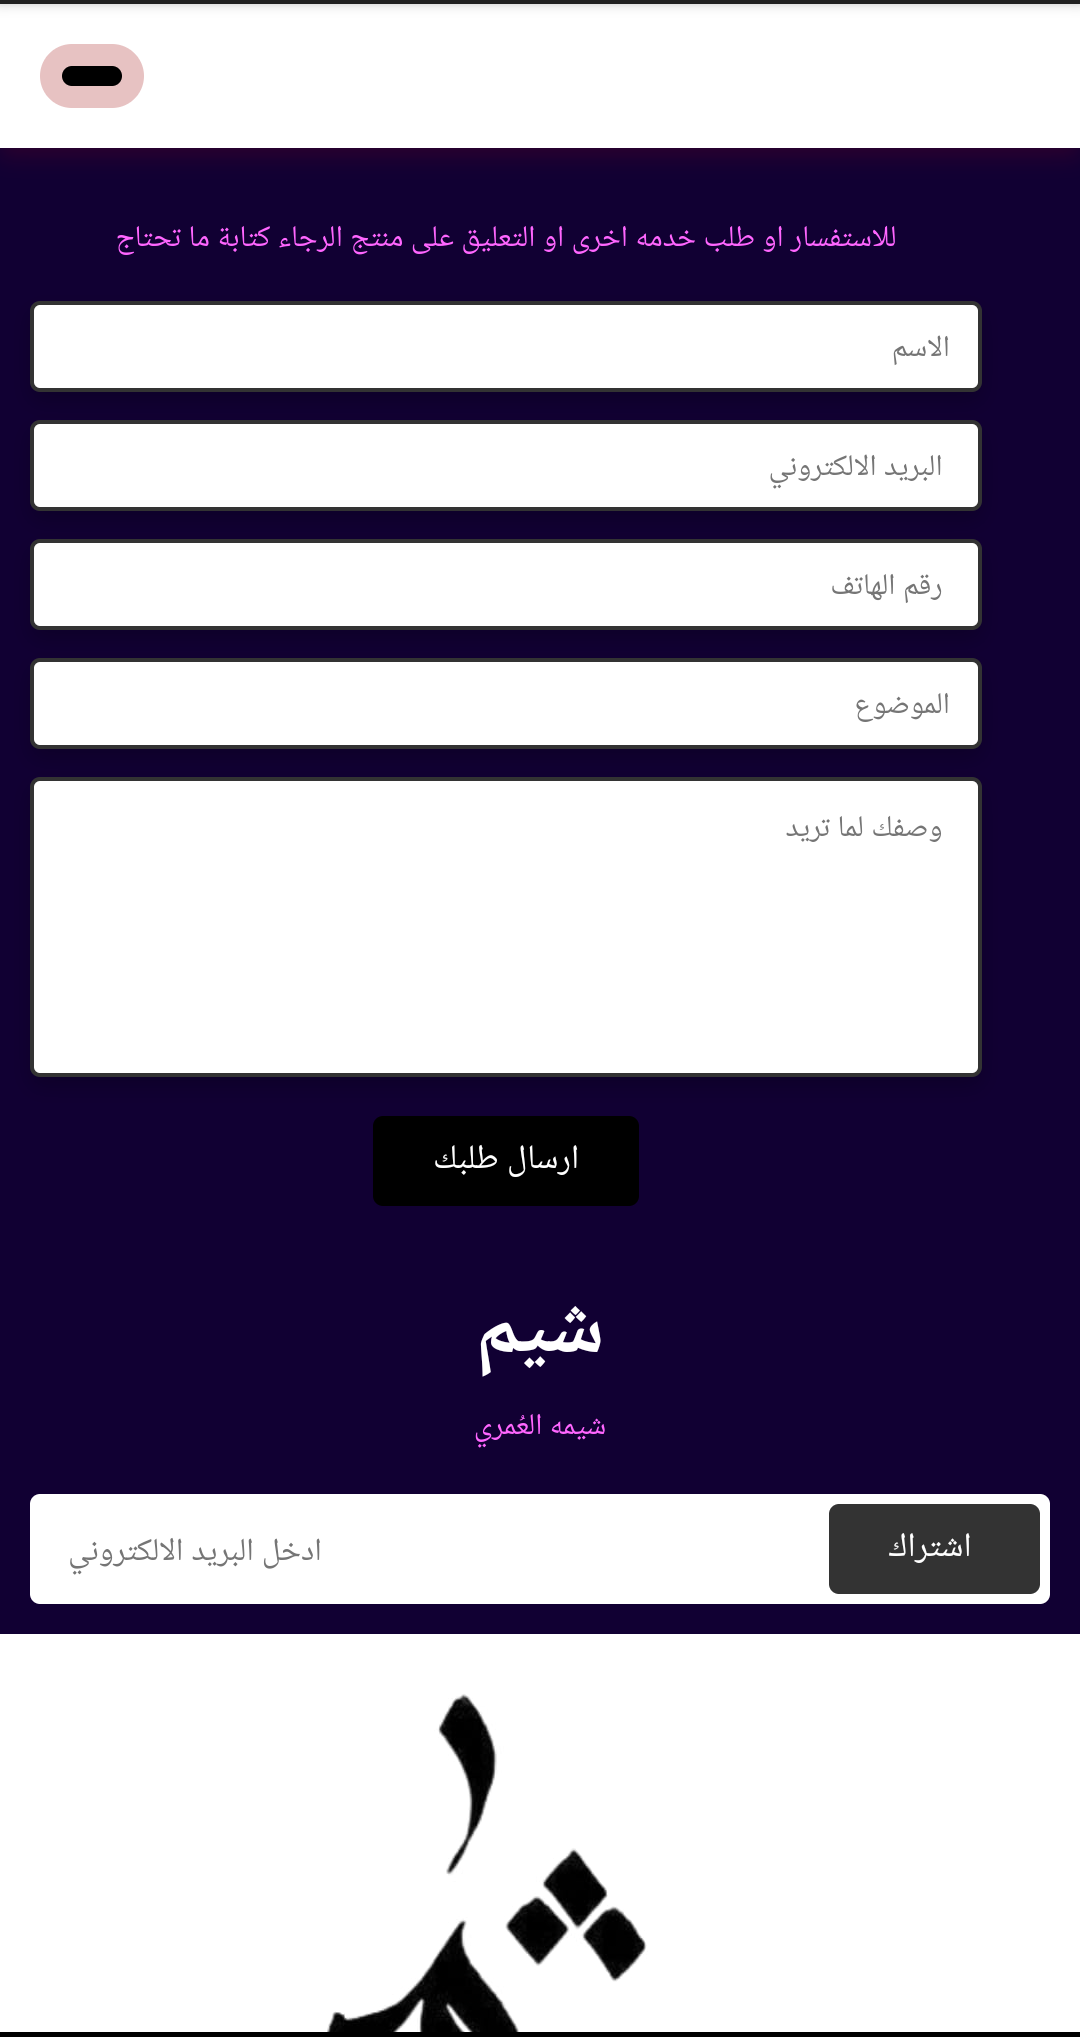 للاستفسار او طلب خدمه اخرى او التعليق على منتج الرجاء كتابة ما تحتاج
الاسم
البريد الالكتروني
رقم الهاتف
الموضوع
وصفك لما تريد
ارسال طلبك
شيم
شيمه العُمري
اشتراك
ادخل البريد الالكتروني